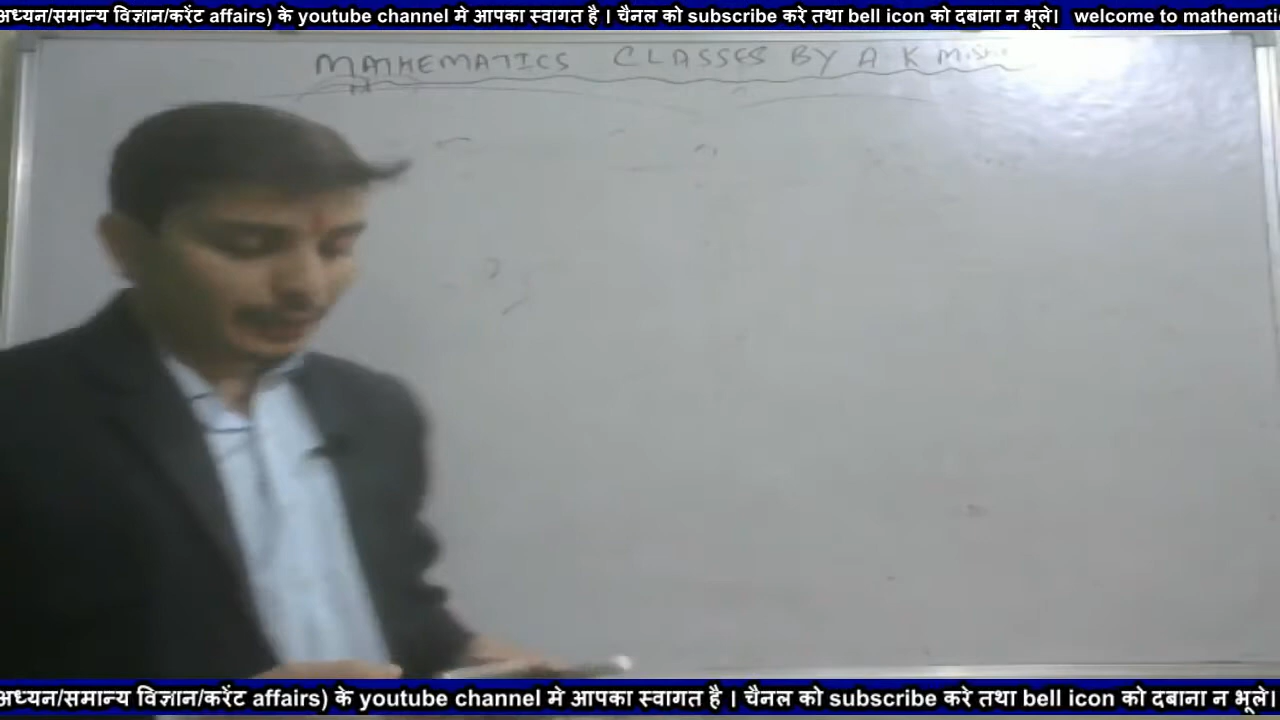 अध्यन/समान्य विज्ञान/करेंट affairs) के youtube channel मे आपका स्वागत है । चैनल को subscribe करे तथा bell icon को दबाना न भूले। welcome to mathemati
MATHEMATICS CLASSES BY A K
अध्यन/समान्य विज्ञान/करेंट affairs) के youtube channel मे आपका स्वागत है । चैनल को subscribe करे तथा bell icon को दबाना न भूले।